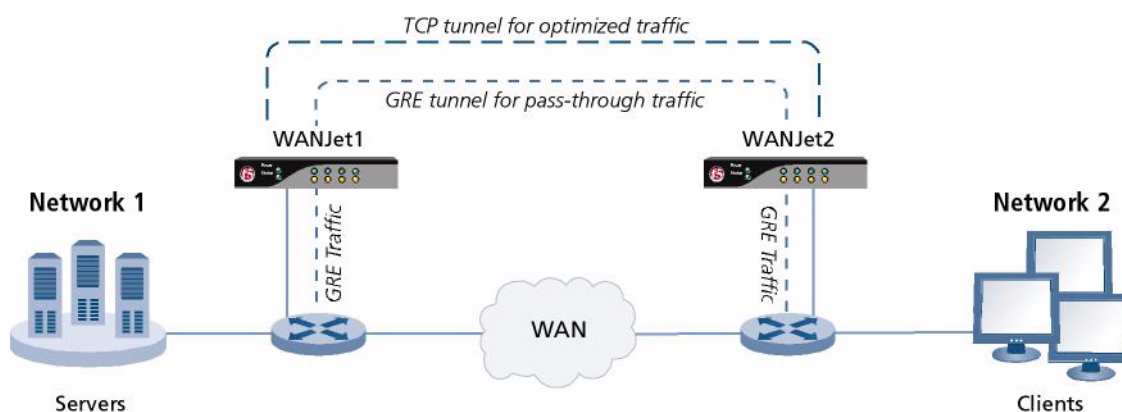 TCP tunnel for optimized traffic
GRE tunnel for pass-through traffic
WANJet1
WANJet2
Network 1
Network 2
GRE Traffic
GRE Traffic
WAN
Servers
Clients